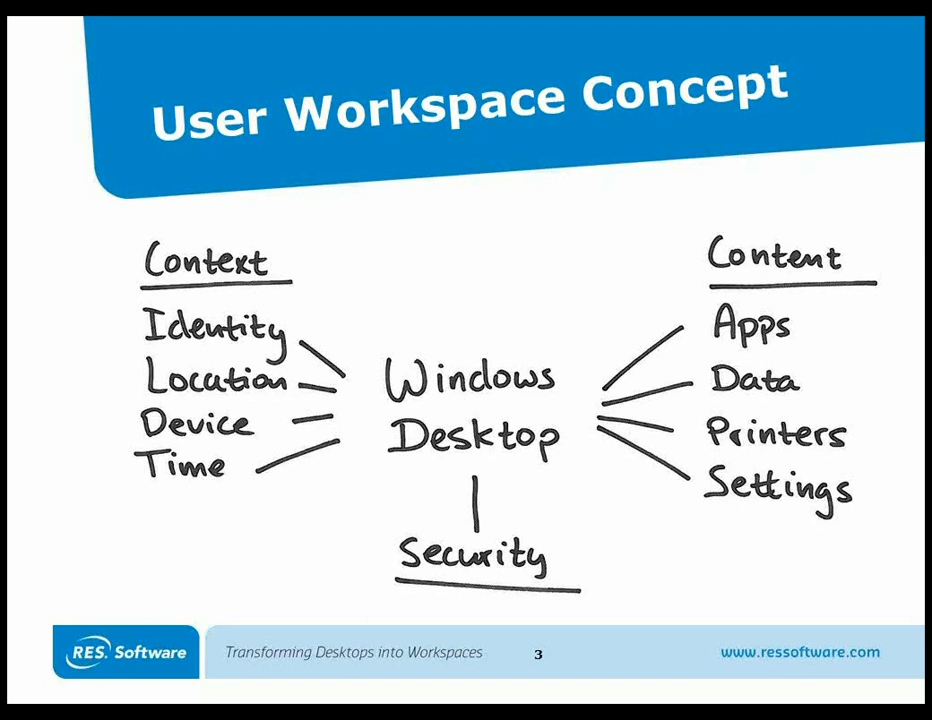 User Workspace Concept
Context
Identity
Location
Device
Time
Windows
Desktop
Security
Content
Apps
Data
Printers
Settings
RES. Software
Transforming Desktops into Workspaces
3
www.ressoftware.com